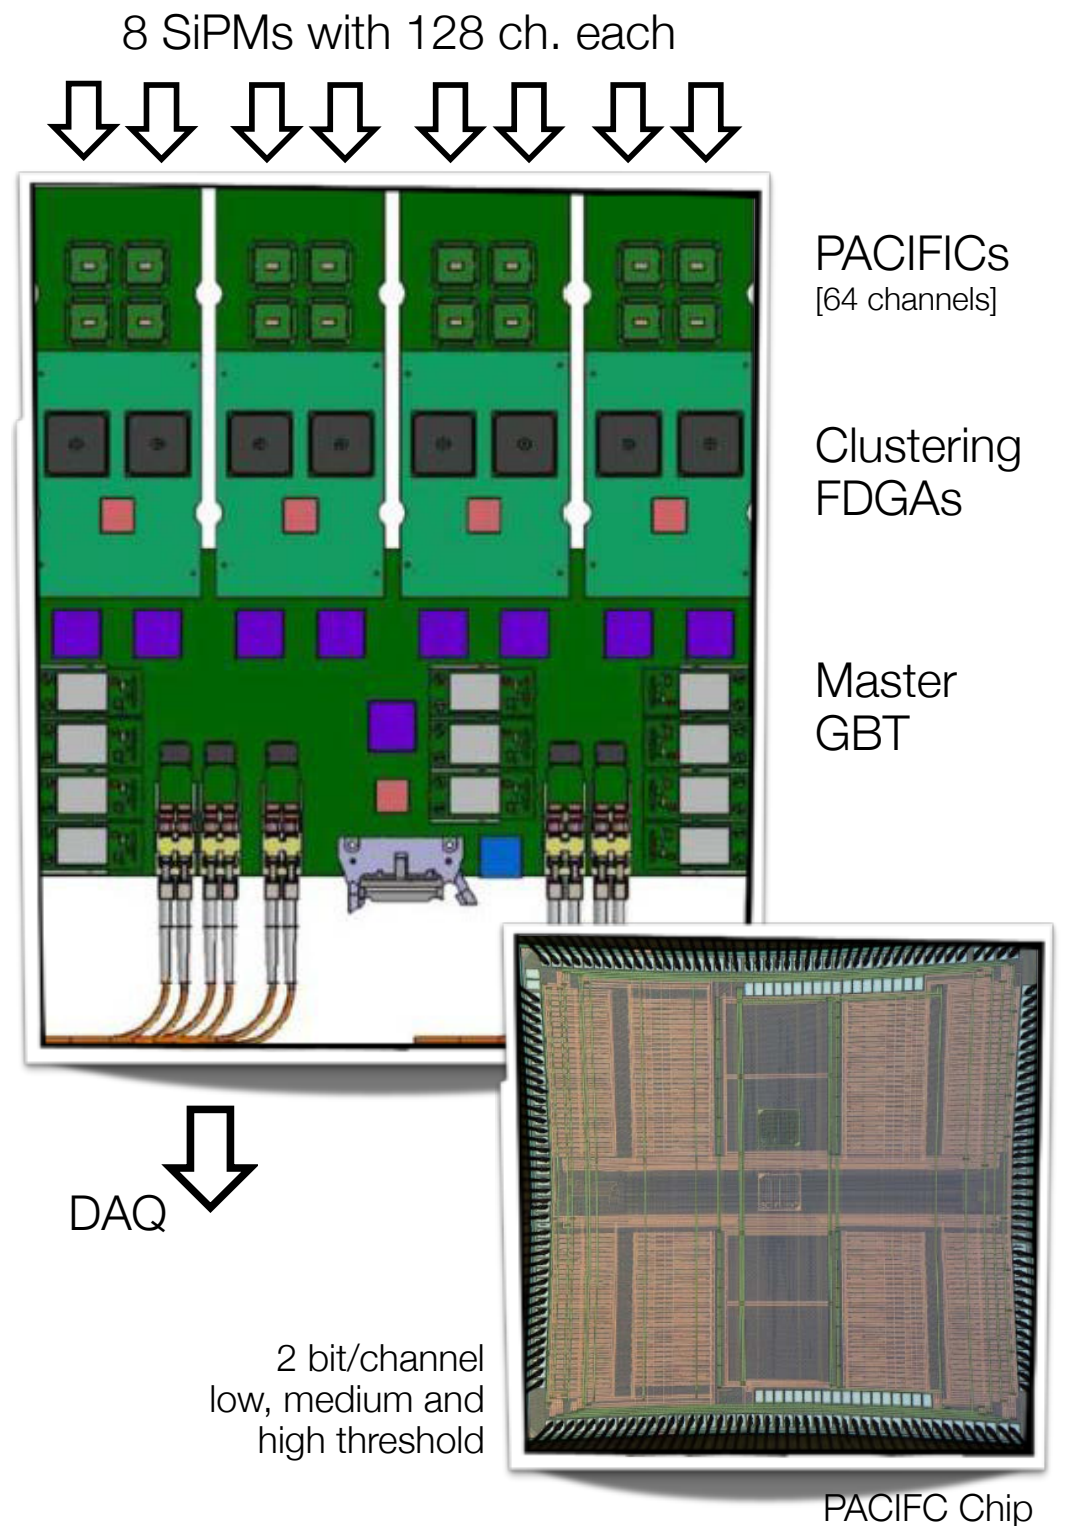 8 SiPMs with 128 ch. each
PACIFICs
[64 channels]
Clustering
FDGAs
Master
GBT
DAQ
2 bit/channel
low, medium and
high threshold
PACIFC Chip